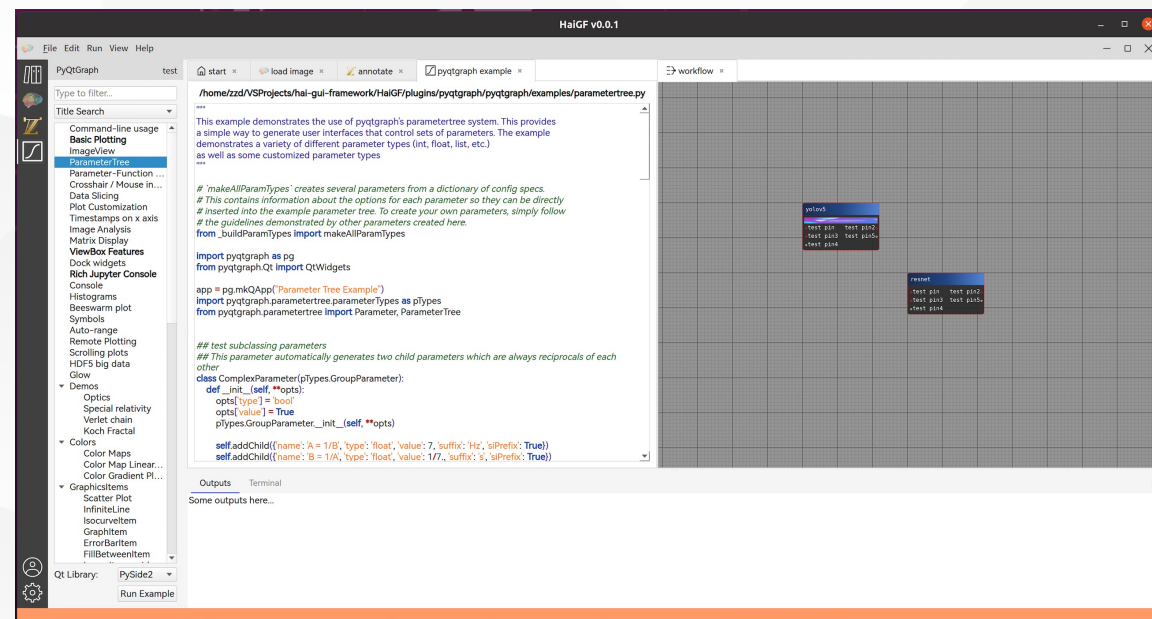 HaiGF v0.0.1
File Edit Run View Help
PyQtGraph test
Type to filter...
Title Search
Command-line usage
Basic Plotting
ImageView
ParameterTree
Parameter-Function ...
Crosshair / Mouse in...
Data Slicing
Plot Customization
Timestamps on x axis
Image Analysis
Matrix Display
ViewBox Features
Dock widgets
Rich Jupyter Console
Console
Histograms
Beeswarm plot
Symbols
Auto-range
Remote Plotting
Scrolling plots
HDF5 big data
Glow
Demos
Optics
Special relativity
Verlet chain
Koch Fractal
Colors
Color Maps
Color Map Linear...
Color Gradient Pl...
GraphicsItems
Scatter Plot
InfiniteLine
IsocurveItem
GraphItem
ErrorBarItem
FillBetweenItem
Qt Library: PySide2
Run Example
start × load image × annotate × pyqtgraph example ×
/home/zzd/VSProjects/hai-gui-framework/HaiGF/plugins/pyqtgraph/pyqtgraph/examples/parametertree.py
"""
This example demonstrates the use of pyqtgraph's parametertree system. This provides
a simple way to generate user interfaces that control sets of parameters. The example
demonstrates a variety of different parameter types (int, float, list, etc.)
as well as some customized parameter types
"""
# `makeAllParamTypes` creates several parameters from a dictionary of config specs.
# This contains information about the options for each parameter so they can be directly
# inserted into the example parameter tree. To create your own parameters, simply follow
# the guidelines demonstrated by other parameters created here.
from _buildParamTypes import makeAllParamTypes
import pyqtgraph as pg
from pyqtgraph.Qt import QtWidgets
app = pg.mkQApp("Parameter Tree Example")
import pyqtgraph.parametertree.parameterTypes as pTypes
from pyqtgraph.parametertree import Parameter, ParameterTree
## test subclassing parameters
## This parameter automatically generates two child parameters which are always reciprocals of each
other
class ComplexParameter(pTypes.GroupParameter):
def __init__(self, **opts):
opts['type'] = 'bool'
opts['value'] = True
pTypes.GroupParameter.__init__(self, **opts)
self.addChild({'name': 'A = 1/B', 'type': 'float', 'value': 7, 'suffix': 'Hz', 'siPrefix': True})
self.addChild({'name': 'B = 1/A', 'type': 'float', 'value': 1/7., 'suffix': 's', 'siPrefix': True})
workflow ×
yolov5
test pin test pin2
test pin3 test pin5
test pin4
resnet
test pin test pin2
test pin3 test pin5
test pin4
Outputs Terminal
Some outputs here...